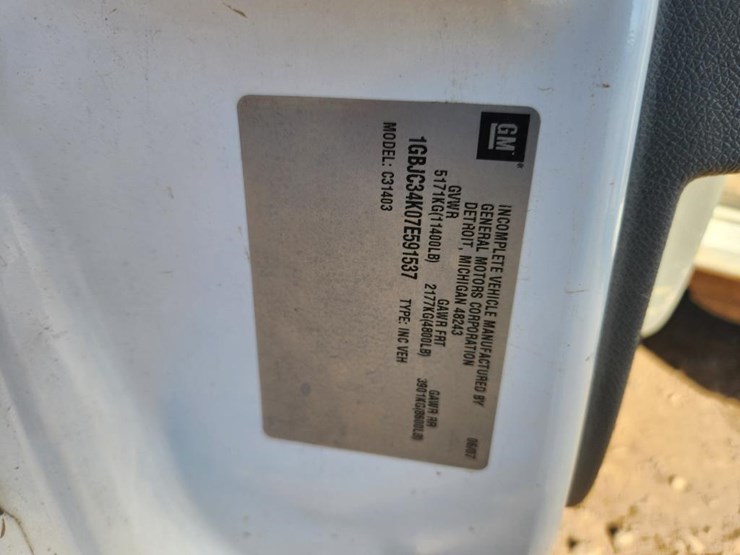 GM
INCOMPLETE VEHICLE MANUFACTURED BY
GENERAL MOTORS CORPORATION
DETROIT, MICHIGAN 48243 06/07
GVWR GAWR FRT GAWR RR
5171KG(11400LB) 2177KG(4800LB) 3901KG(8600LB)
1GBJC34K07E591537 TYPE: INC VEH
MODEL: C31403